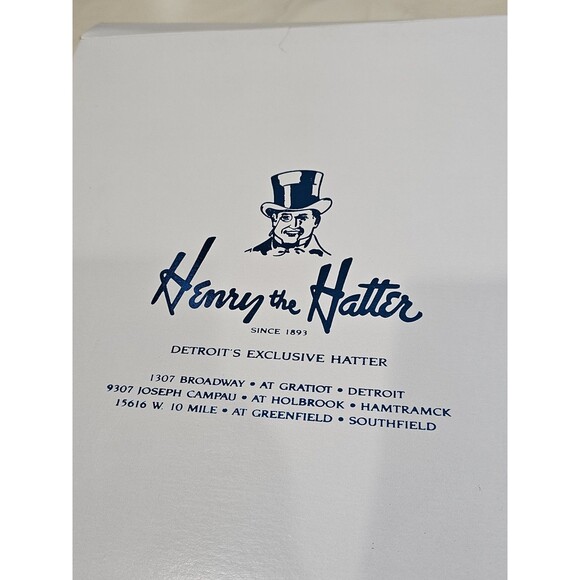 Henry the Hatter
SINCE 1893
DETROIT'S EXCLUSIVE HATTER
1307 BROADWAY • AT GRATIOT • DETROIT
9307 JOSEPH CAMPAU • AT HOLBROOK • HAMTRAMCK
15616 W. 10 MILE • AT GREENFIELD • SOUTHFIELD